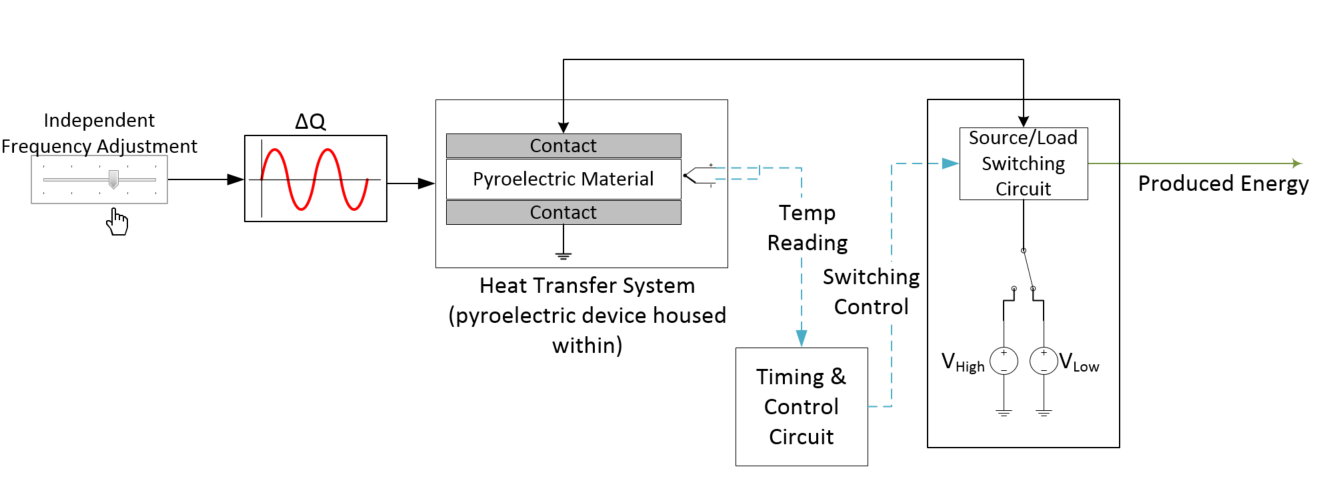 Independent
Frequency Adjustment
ΔQ
Contact
Pyroelectric Material
Contact
+
-
Heat Transfer System
(pyroelectric device housed
within)
Temp
Reading
Switching
Control
Timing &
Control
Circuit
Source/Load
Switching
Circuit
Produced Energy
VHigh
+
-
+
-
VLow